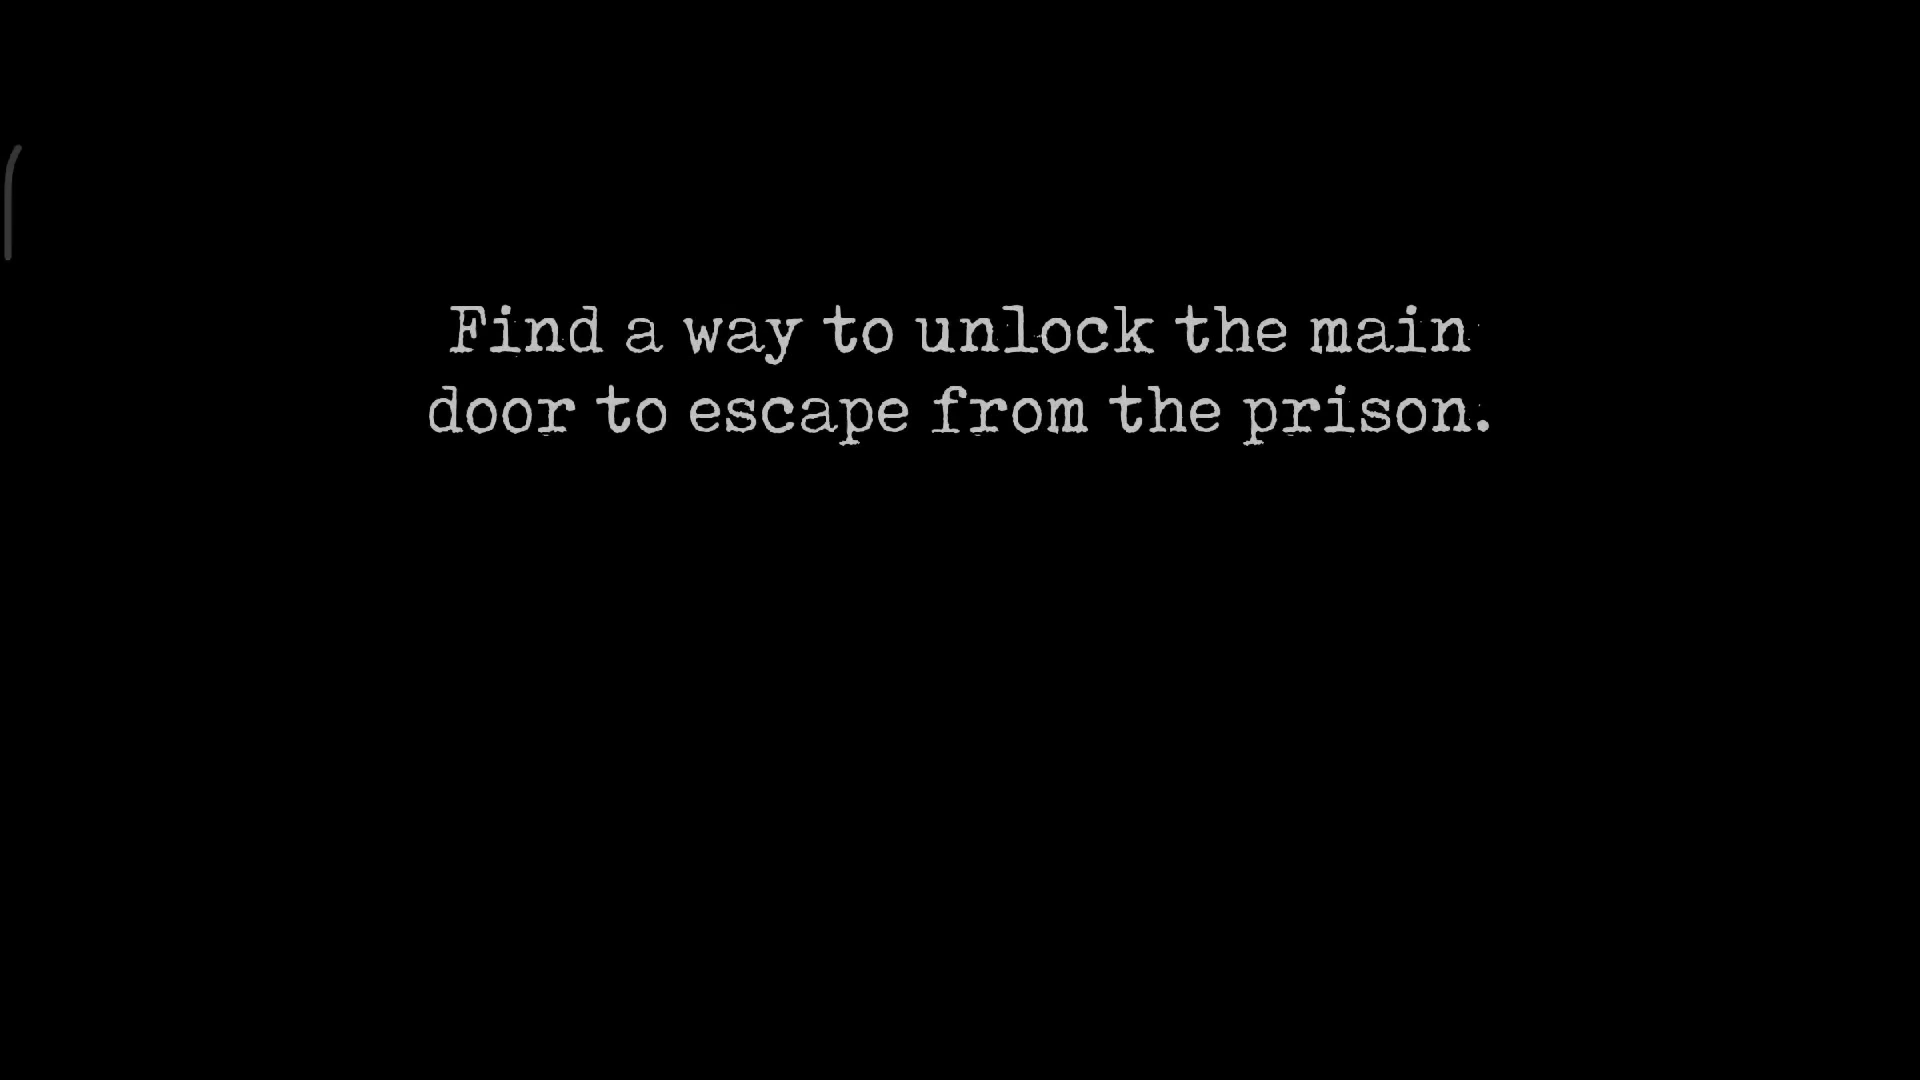 Find a way to unlock the main
door to escape from the prison.